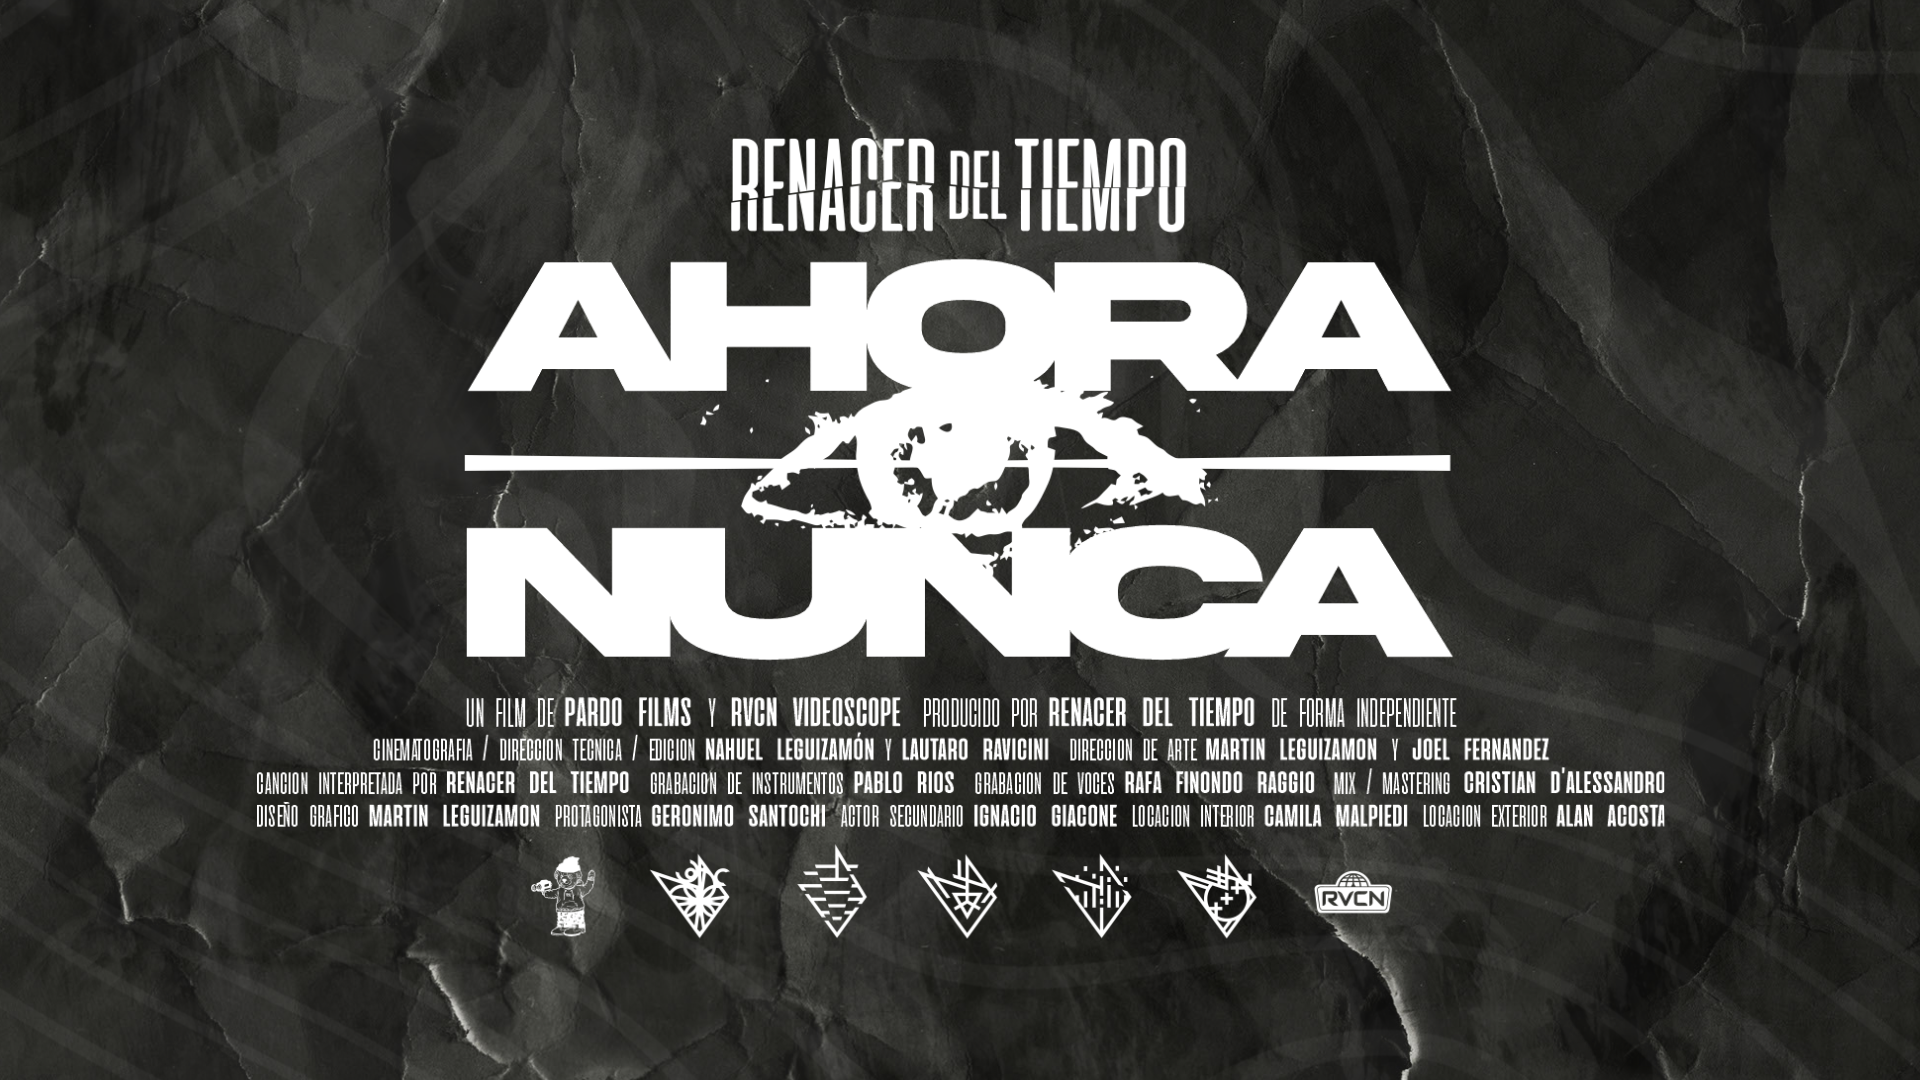 RENACER DEL TIEMPO
AHORA
NUNCA
UN FILM DE PARDO FILMS Y RVCN VIDEOSCOPE PRODUCIDO POR RENACER DEL TIEMPO DE FORMA INDEPENDIENTE
CINEMATOGRAFIA / DIRECCION TECNICA / EDICION NAHUEL LEGUIZAMÓN Y LAUTARO RAVICINI DIRECCION DE ARTE MARTIN LEGUIZAMON Y JOEL FERNANDEZ
CANCION INTERPRETADA POR RENACER DEL TIEMPO GRABACION DE INSTRUMENTOS PABLO RIOS GRABACION DE VOCES RAFA FINONDO RAGGIO MIX / MASTERING CRISTIAN D'ALESSANDRO
DISEÑO GRAFICO MARTIN LEGUIZAMON PROTAGONISTA GERONIMO SANTOCHI ACTOR SECUNDARIO IGNACIO GIACONE LOCACION INTERIOR CAMILA MALPIEDI LOCACION EXTERIOR ALAN ACOSTA
RVCN